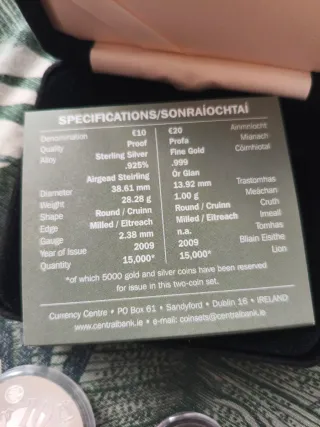 SPECIFICATIONS/SONRAÍOCHTAÍ
Denomination €10 €20 Ainmníocht
Quality Proof Profa Mianach
Alloy Sterling Silver Fine Gold Cómhiotal
.925% .999
Airgead Steirling Ór Glan
Diameter 38.61 mm 13.92 mm Trastomhas
Weight 28.28 g 1.00 g Meáchan
Shape Round / Cruinn Round / Cruinn Cruth
Edge Milled / Eitreach Milled / Eitreach Imeall
Gauge 2.38 mm n.a. Tomhas
Year of Issue 2009 2009 Bliain Eisithe
Quantity 15,000* 15,000* Líon
*of which 5000 gold and silver coins have been reserved
for issue in this two-coin set.
Currency Centre • PO Box 61 • Sandyford • Dublin 16 • IRELAND
www.centralbank.ie • e-mail: coinsets@centralbank.ie